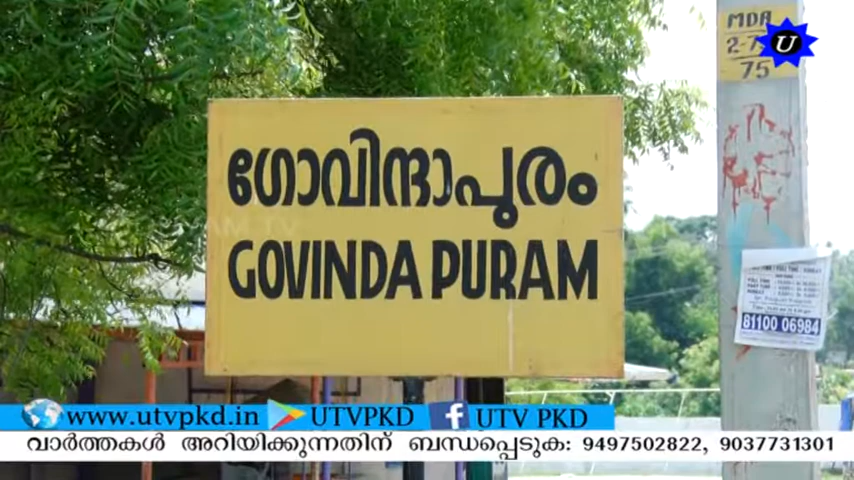 MDA
U
75
ഗോവിന്ദാപുരം
GOVINDA PURAM
81100 06984
www.utvpkd.in UTVPKD f UTV PKD
വാർത്തകൾ അറിയിക്കുന്നതിന് ബന്ധപ്പെടുക: 9497502822, 9037731301